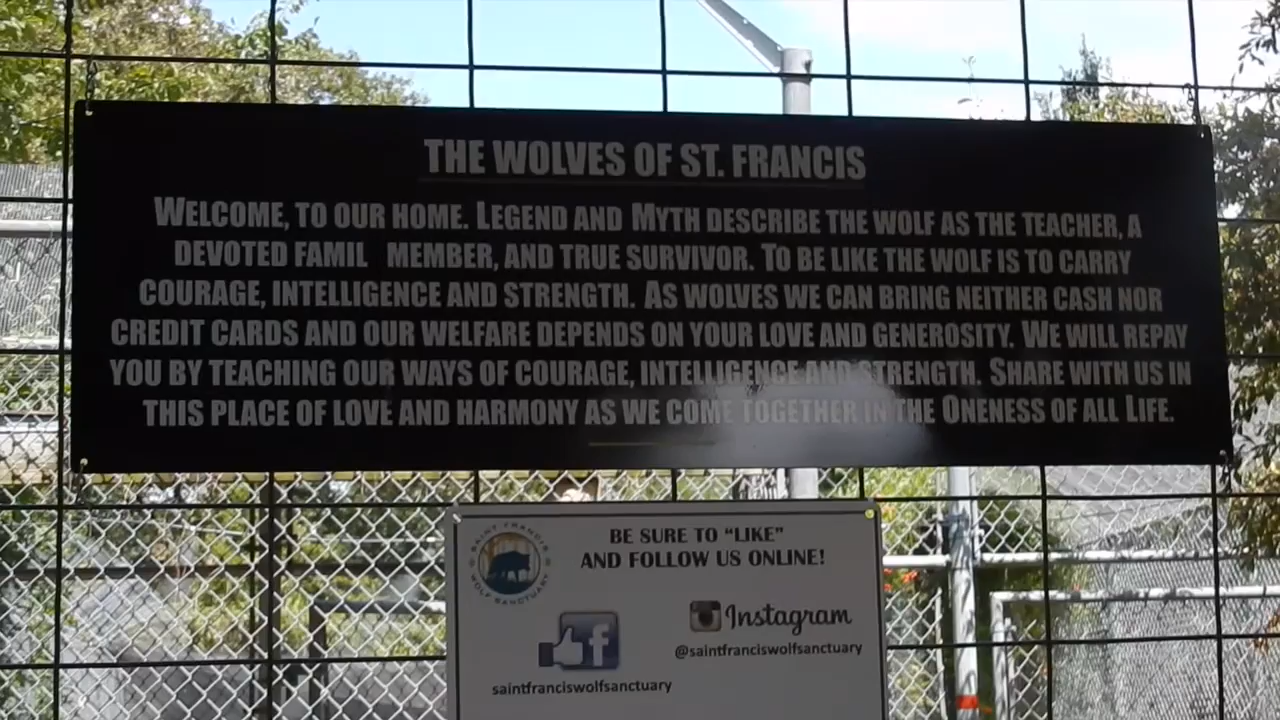 THE WOLVES OF ST. FRANCIS
WELCOME, TO OUR HOME. LEGEND AND MYTH DESCRIBE THE WOLF AS THE TEACHER, A
DEVOTED FAMIL MEMBER, AND TRUE SURVIVOR. TO BE LIKE THE WOLF IS TO CARRY
COURAGE, INTELLIGENCE AND STRENGTH. AS WOLVES WE CAN BRING NEITHER CASH NOR
CREDIT CARDS AND OUR WELFARE DEPENDS ON YOUR LOVE AND GENEROSITY. WE WILL REPAY
YOU BY TEACHING OUR WAYS OF COURAGE, INTELLIGENCE AND STRENGTH. SHARE WITH US IN
THIS PLACE OF LOVE AND HARMONY AS WE COME TOGETHER IN THE ONENESS OF ALL LIFE.
SAINT FRANCIS
WOLF SANCTUARY
BE SURE TO “LIKE”
AND FOLLOW US ONLINE!
f
Instagram
@saintfranciswolfsanctuary
saintfranciswolfsanctuary